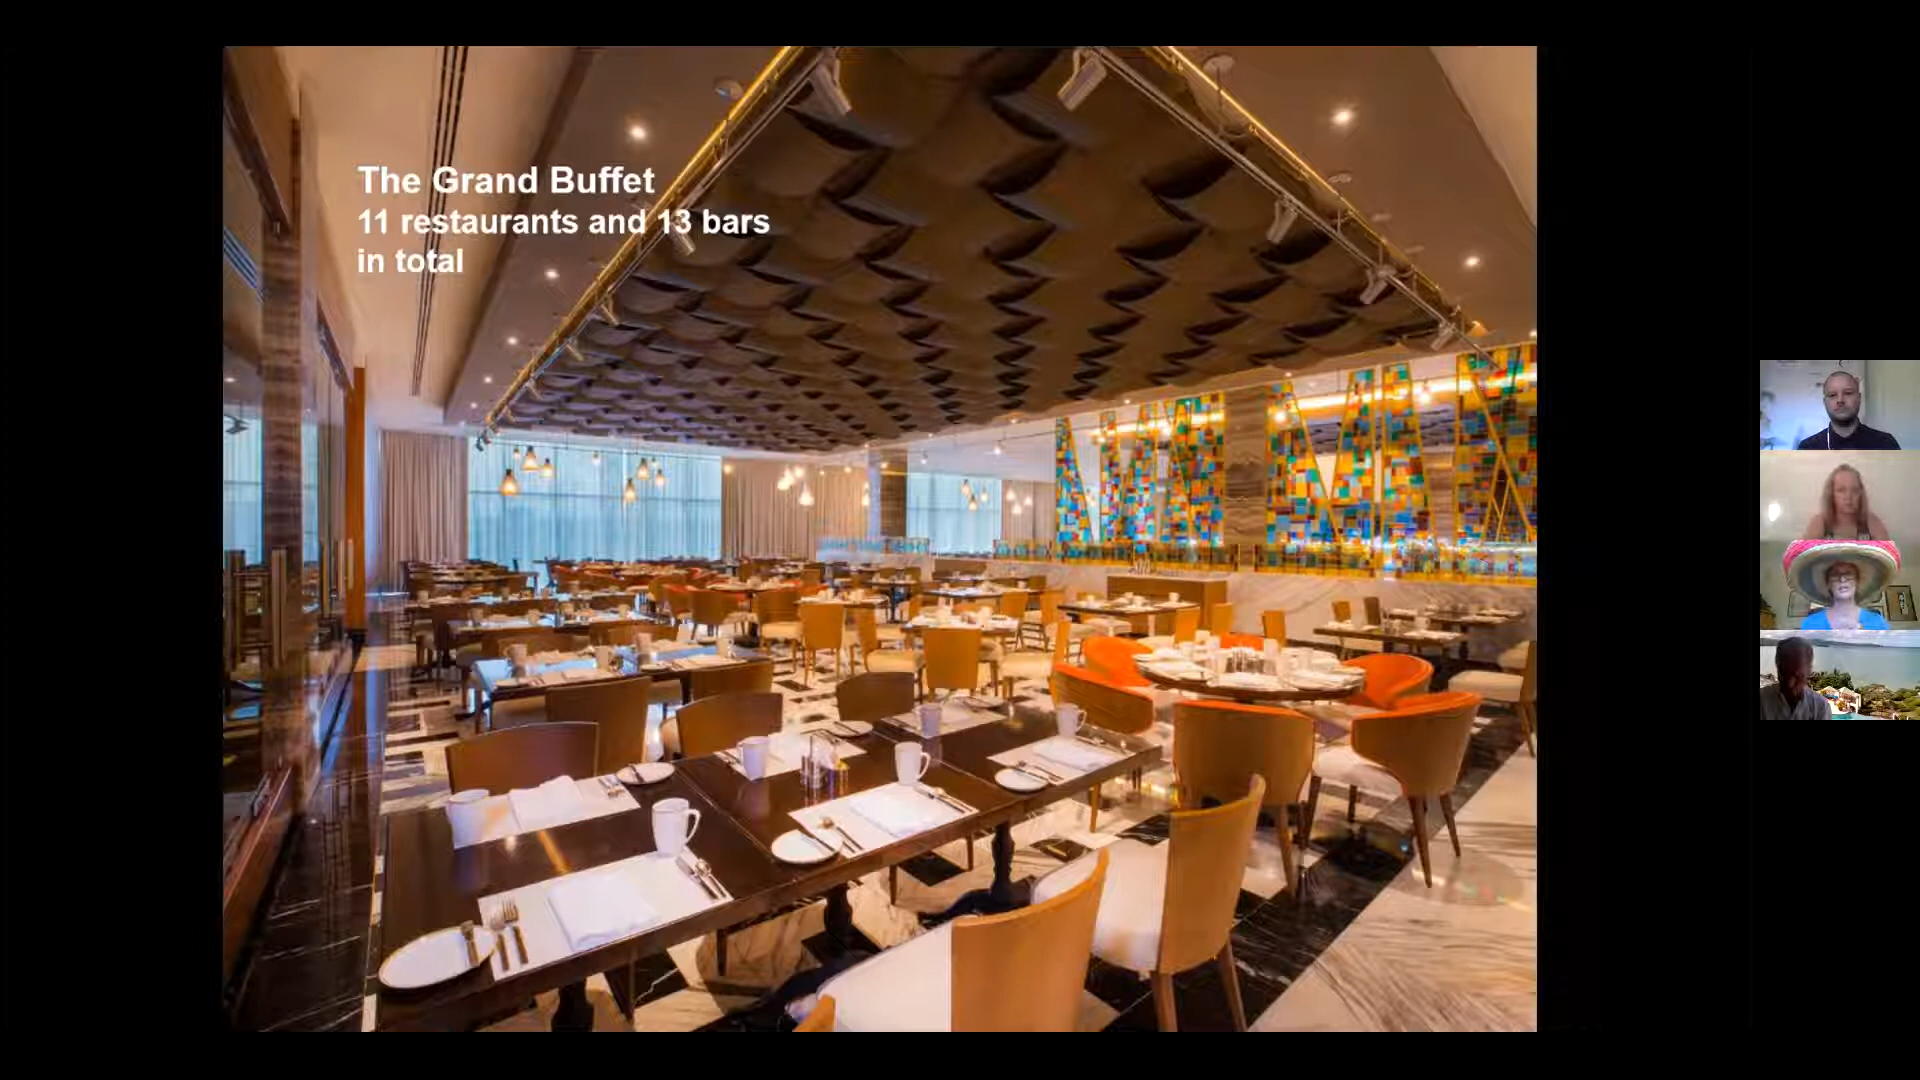 The Grand Buffet
11 restaurants and 13 bars
in total